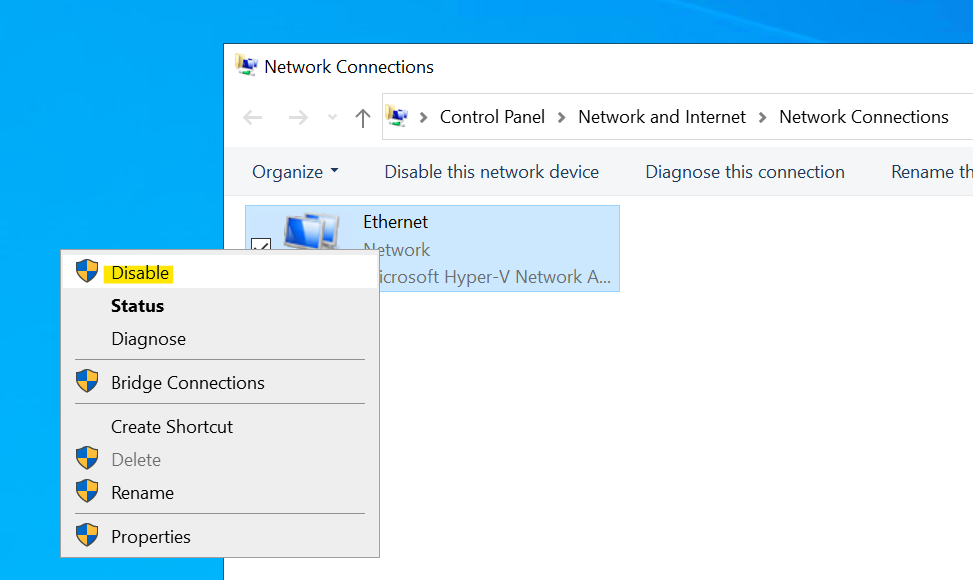 Network Connections
Control Panel > Network and Internet > Network Connections
Organize Disable this network device Diagnose this connection Rename th
Ethernet
Network
icrosoft Hyper-V Network A...
Disable
Status
Diagnose
Bridge Connections
Create Shortcut
Delete
Rename
Properties